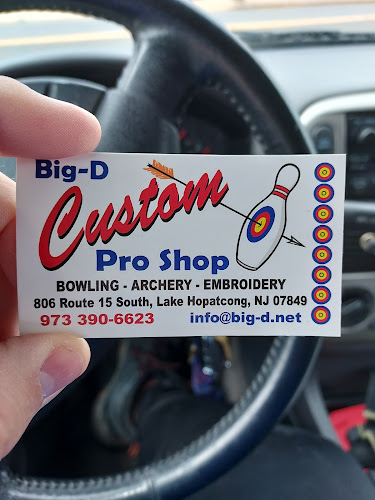 Big-D
Custom
Pro Shop
BOWLING - ARCHERY - EMBROIDERY
806 Route 15 South, Lake Hopatcong, NJ 07849
973 390-6623 info@big-d.net